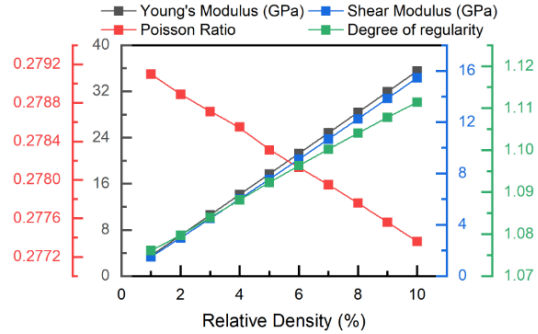 Young's Modulus (GPa) Shear Modulus (GPa)
Poisson Ratio Degree of regularity
0.2792 40 16 1.12
0.2788 32 1.11
0.2784 24 12 1.10
0.2780 16 8 1.09
0.2776 8 4 1.08
0.2772 0 0 1.07
0 2 4 6 8 10
Relative Density (%)